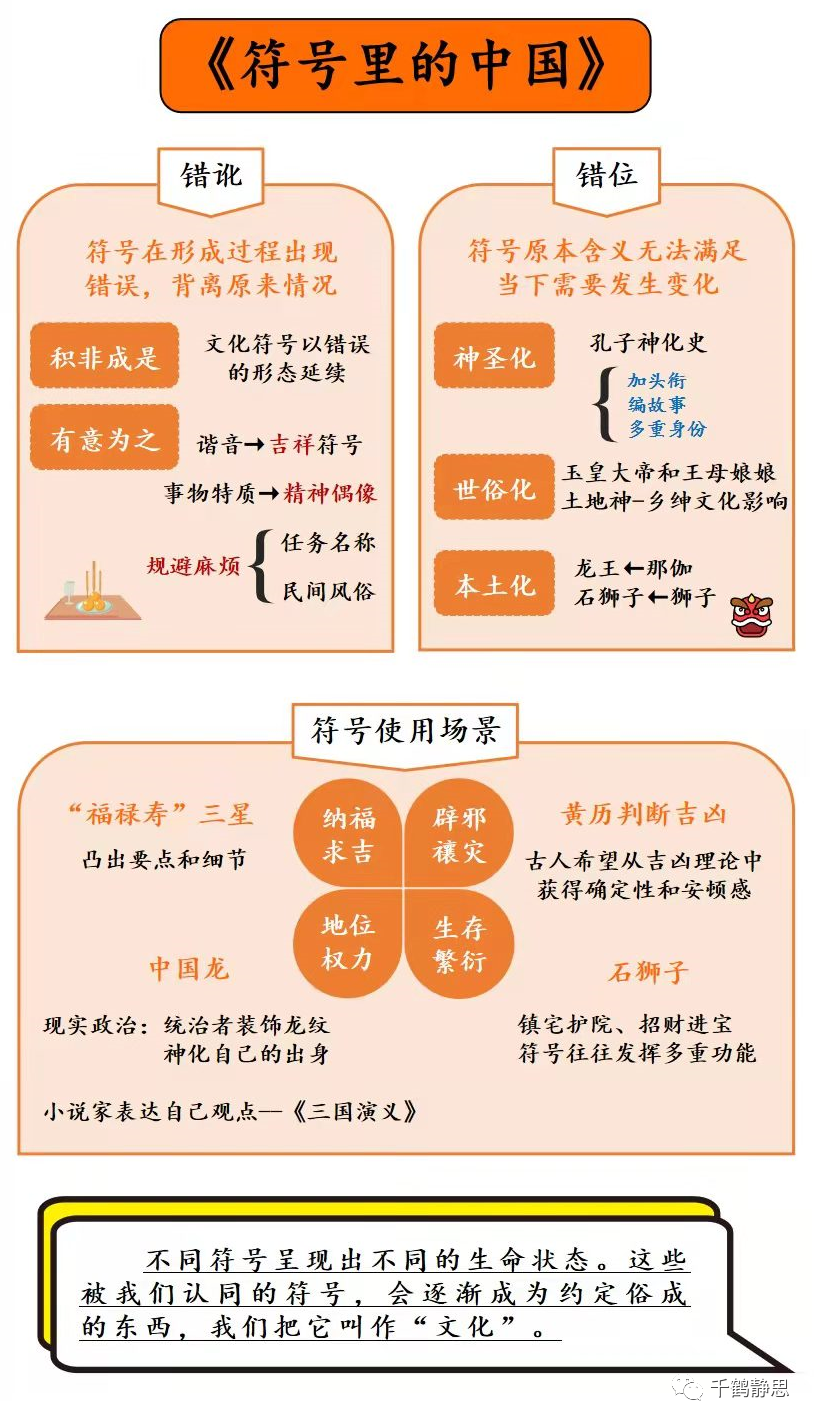 《符号里的中国》
错讹
符号在形成过程出现
错误，背离原来情况
积非成是
文化符号以错误
的形态延续
有意为之
谐音→吉祥符号
事物特质→精神偶像
规避麻烦{
任务名称
民间风俗
错位
符号原本含义无法满足
当下需要发生变化
神圣化
孔子神化史
{
加头衔
编故事
多重身份
世俗化
玉皇大帝和王母娘娘
土地神-乡绅文化影响
本土化
龙王←那伽
石狮子←狮子
符号使用场景
“福禄寿”三星
凸出要点和细节
纳福
求吉
辟邪
禳灾
黄历判断吉凶
古人希望从吉凶理论中
获得确定性和安顿感
地位
权力
生存
繁衍
中国龙
现实政治：统治者装饰龙纹
神化自己的出身
小说家表达自己观点—《三国演义》
石狮子
镇宅护院、招财进宝
符号往往发挥多重功能
不同符号呈现出不同的生命状态。这些
被我们认同的符号，会逐渐成为约定俗成
的东西，我们把它叫作“文化”。
千鹤静思